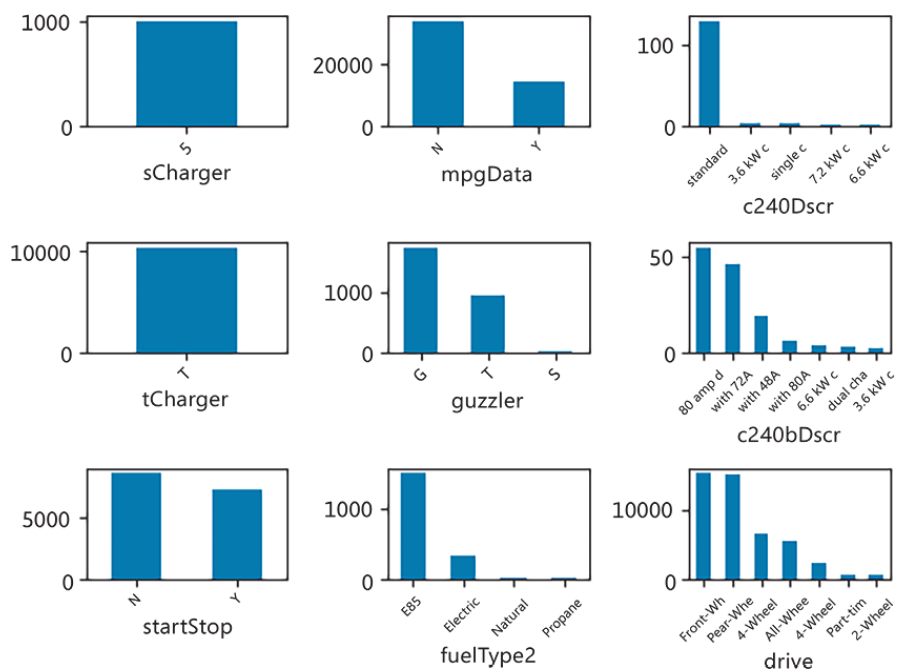 1000
0
5
sCharger
20000
0
N
Y
mpgData
100
0
standard
3.6 kW c
single c
7.2 kW c
6.6 kW c
c240Dscr
10000
0
T
tCharger
1000
0
G
T
S
guzzler
50
0
80 amp d
with 72A
with 48A
with 80A
6.6 kW c
dual cha
3.6 kW c
c240bDscr
5000
0
N
Y
startStop
1000
0
E85
Electric
Natural
Propane
fuelType2
10000
0
Front-Wh
Pear-Whe
4-Wheel
All-Whee
4-Wheel
Part-tim
2-Wheel
drive